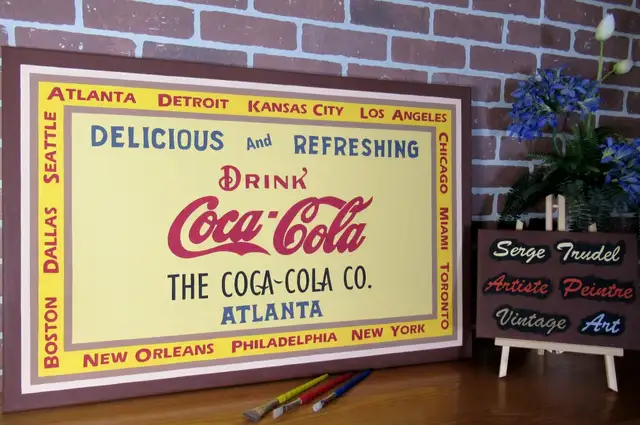 Atlanta Detroit Kansas City Los Angeles
Chicago Miami Toronto
Seattle
Dallas
Boston
New Orleans Philadelphia New York
Delicious And Refreshing
Drink
Coca-Cola
THE COCA-COLA CO.
ATLANTA
Serge Trudel
Artiste Peintre
Vintage Art